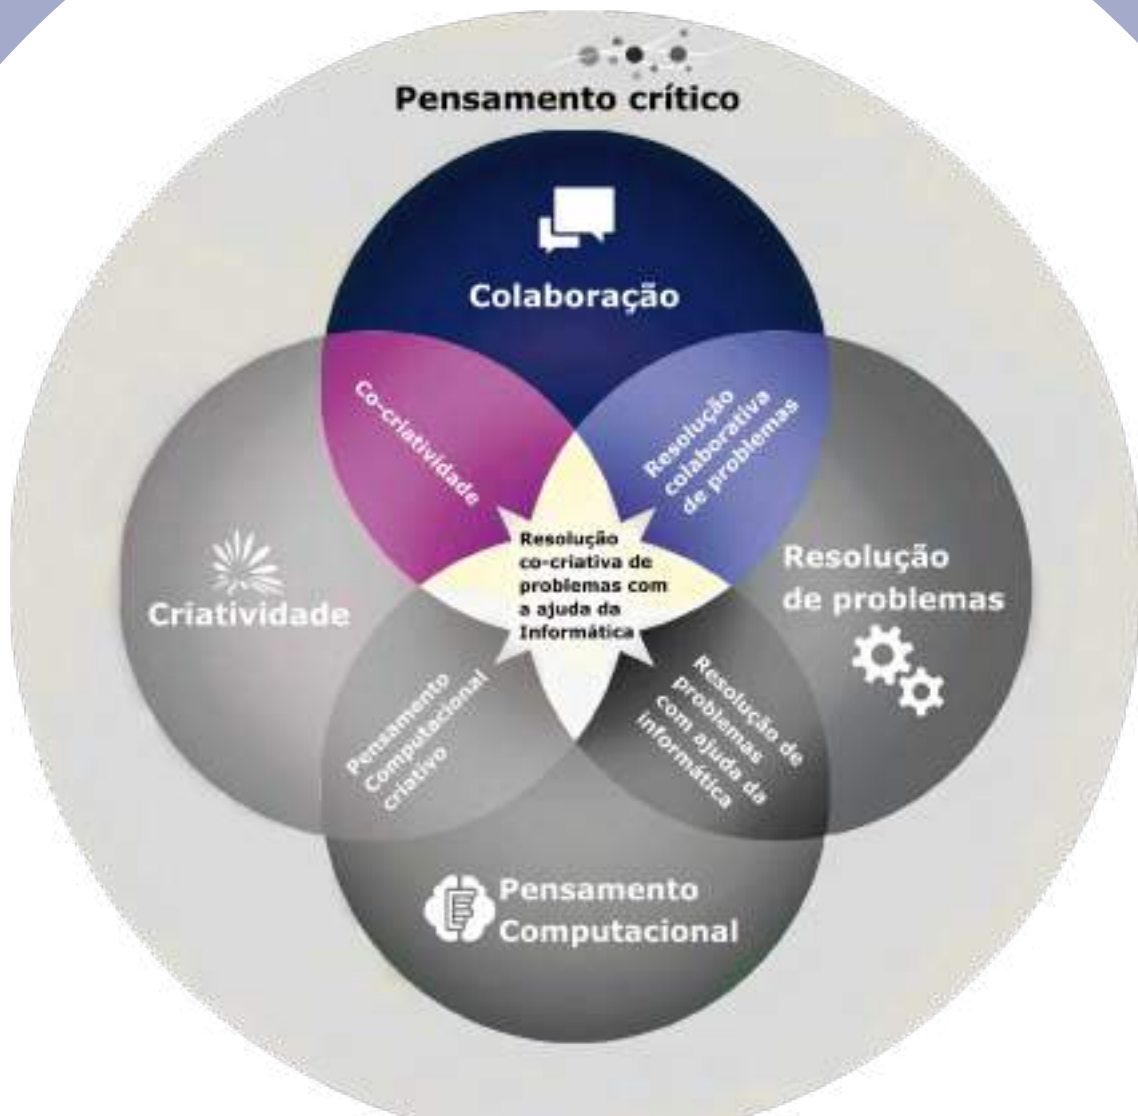 Pensamento crítico
Colaboração
Co-criatividade
Resolução
colaborativa
de problemas
Criatividade
Resolução
co-criativa de
problemas com
a ajuda da
Informática
Resolução
de problemas
Pensamento
Computacional
criativo
Resolução de
problemas
com ajuda da
informática
Pensamento
Computacional